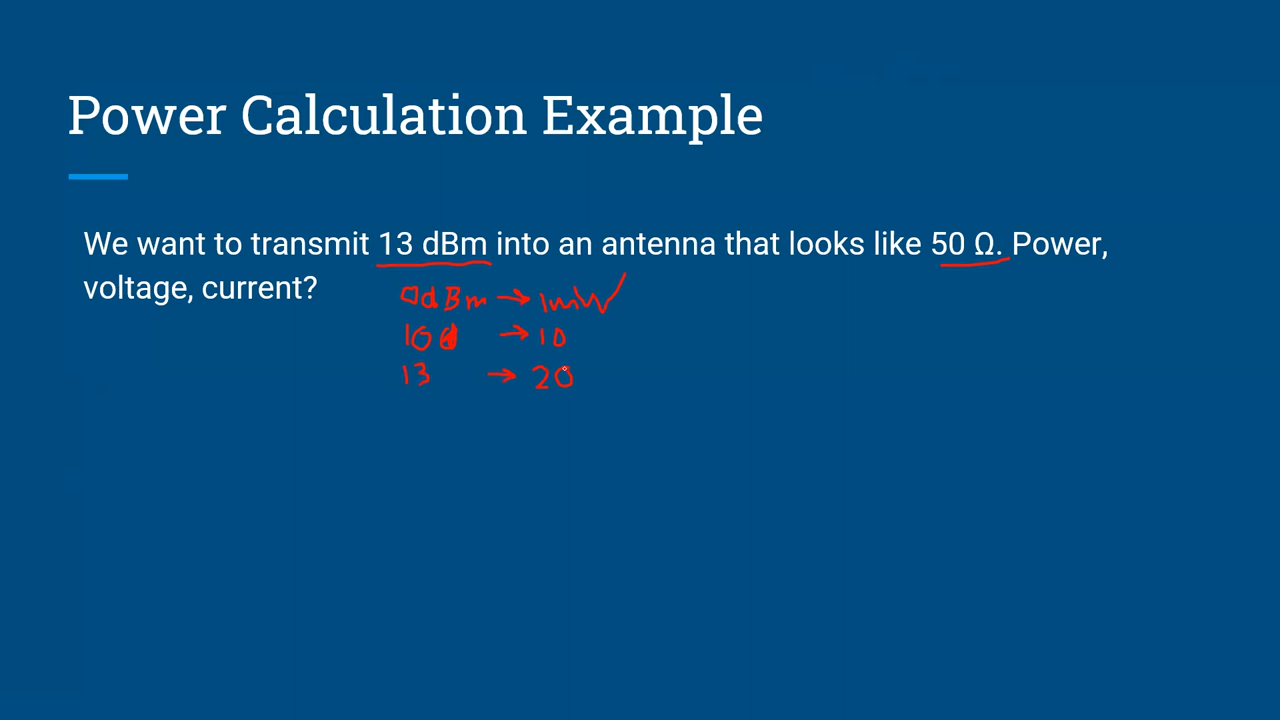 Power Calculation Example
We want to transmit 13 dBm into an antenna that looks like 50 Ω. Power,
voltage, current?
0dBm → 1mW
10 → 10
13 → 20